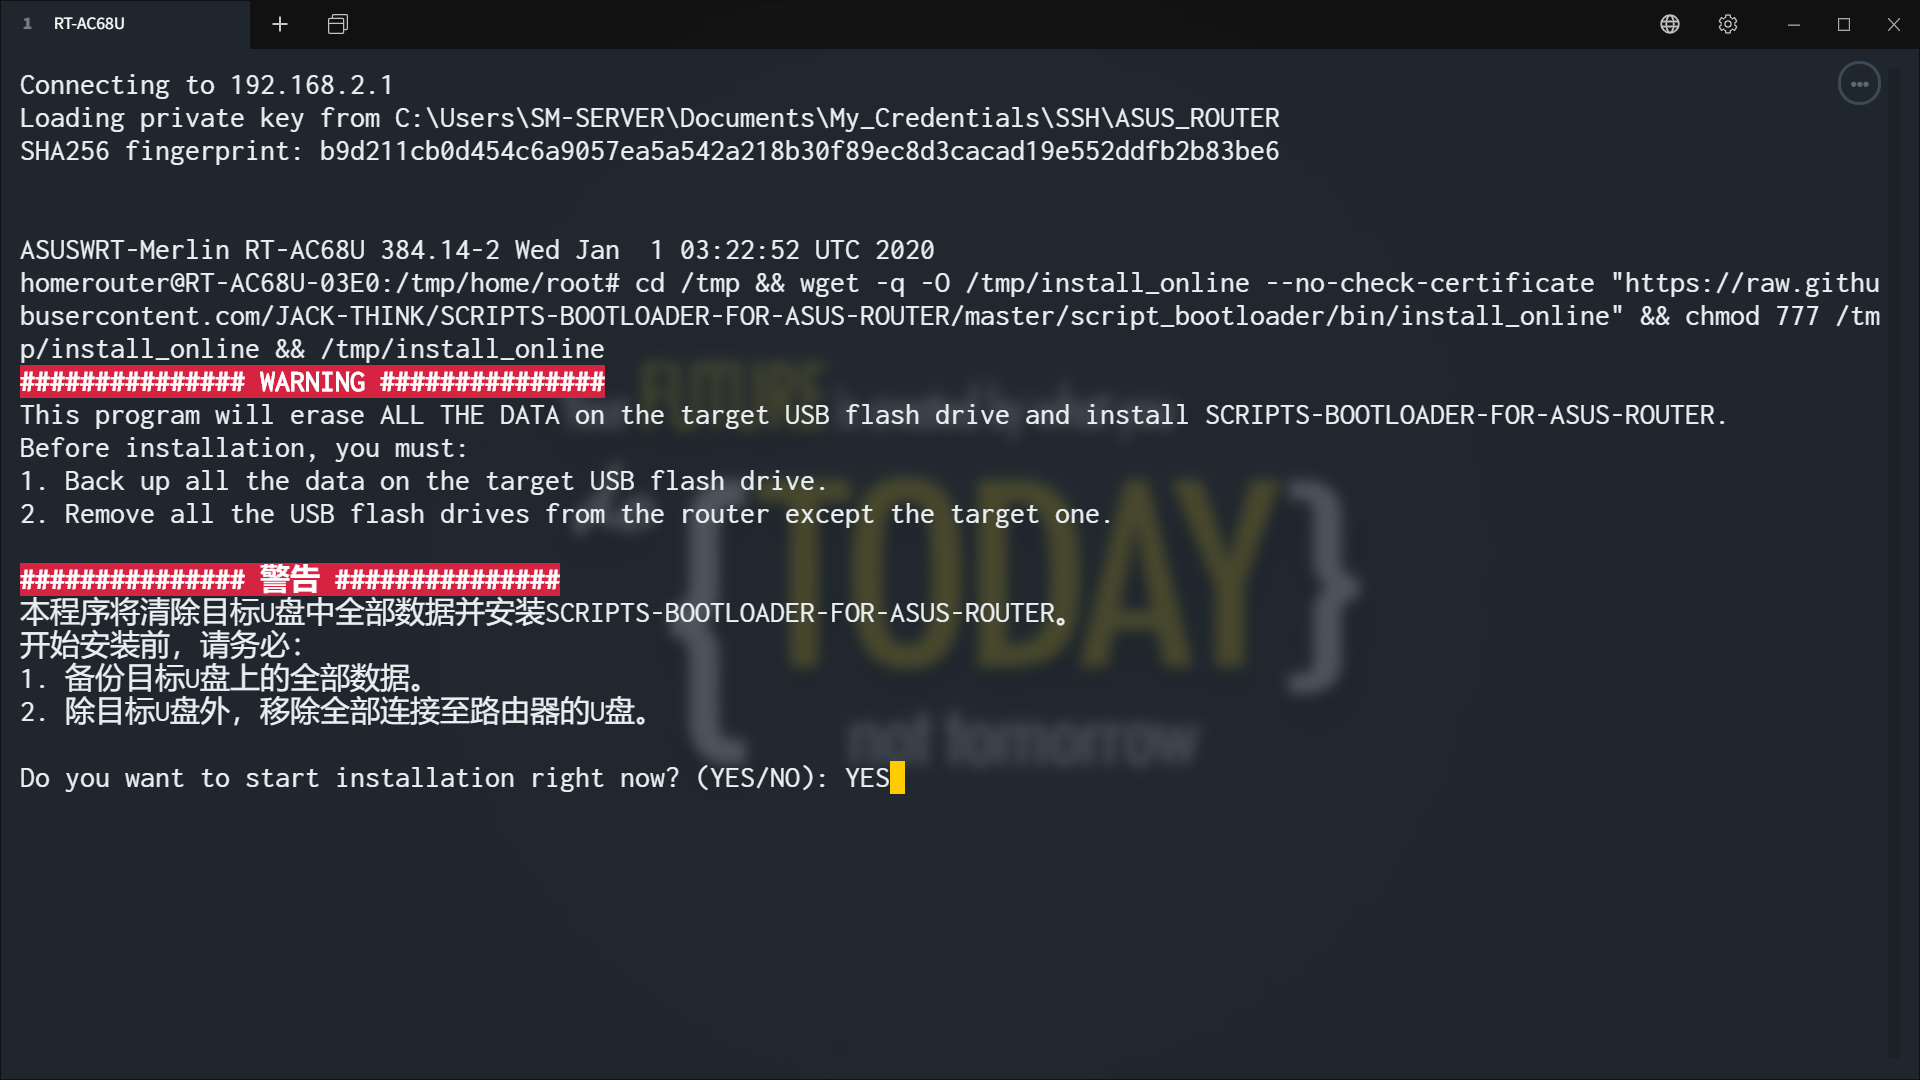 1 RT-AC68U
Connecting to 192.168.2.1
Loading private key from C:\Users\SM-SERVER\Documents\My_Credentials\SSH\ASUS_ROUTER
SHA256 fingerprint: b9d211cb0d454c6a9057ea5a542a218b30f89ec8d3cacad19e552ddfb2b83be6
ASUSWRT-Merlin RT-AC68U 384.14-2 Wed Jan  1 03:22:52 UTC 2020
homerouter@RT-AC68U-03E0:/tmp/home/root# cd /tmp && wget -q -O /tmp/install_online --no-check-certificate "https://raw.githu
busercontent.com/JACK-THINK/SCRIPTS-BOOTLOADER-FOR-ASUS-ROUTER/master/script_bootloader/bin/install_online" && chmod 777 /tm
p/install_online && /tmp/install_online
############### WARNING ###############
This program will erase ALL THE DATA on the target USB flash drive and install SCRIPTS-BOOTLOADER-FOR-ASUS-ROUTER.
Before installation, you must:
1. Back up all the data on the target USB flash drive.
2. Remove all the USB flash drives from the router except the target one.
############### 警告 ###############
本程序将清除目标U盘中全部数据并安装SCRIPTS-BOOTLOADER-FOR-ASUS-ROUTER。
开始安装前，请务必：
1. 备份目标U盘上的全部数据。
2. 除目标U盘外，移除全部连接至路由器的U盘。
Do you want to start installation right now? (YES/NO): YES
FUTURE
{TODAY}
not tomorrow